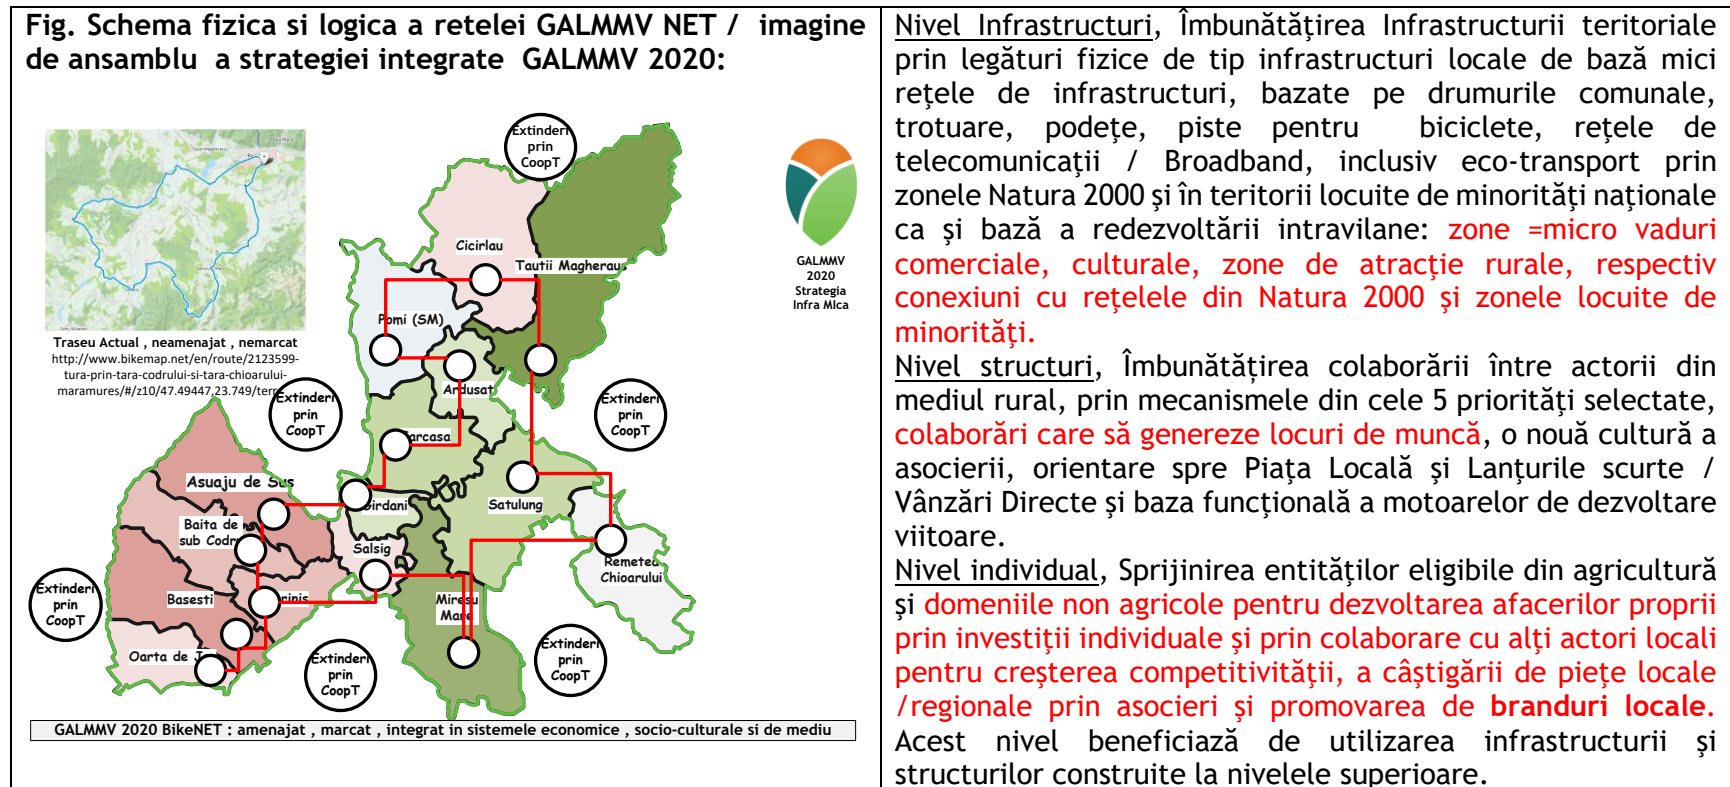 Fig. Schema fizica si logica a retelei GALMMV NET / imagine
de ansamblu a strategiei integrate GALMMV 2020:
Extinderi
prin
CoopT
Cicirlau
Tautii Magheraus
GALMMV
2020
Strategia
Infra Mica
Pomi (SM)
Traseu Actual , neamenajat , nemarcat
http://www.bikemap.net/en/route/2123599-
tura-prin-tara-codrului-si-tara-chioarului-
maramures/#/z10/47.49447,23.749/terr
Ardusat
Extinderi
prin
CoopT
Extinderi
prin
CoopT
Asuaju de Sus
Satulung
Baita de
sub Codru
Salsig
Remetea
Chioarului
Extinderi
prin
CoopT
Basesti
Miresu
Mare
Oarta de J
Extinderi
prin
CoopT
Extinderi
prin
CoopT
GALMMV 2020 BikeNET : amenajat , marcat , integrat in sistemele economice , socio-culturale si de mediu
Nivel Infrastructuri, Îmbunătăţirea Infrastructurii teritoriale
prin legături fizice de tip infrastructuri locale de bază mici
reţele de infrastructuri, bazate pe drumurile comunale,
trotuare, podeţe, piste pentru biciclete, reţele de
telecomunicaţii / Broadband, inclusiv eco-transport prin
zonele Natura 2000 şi în teritorii locuite de minorităţi naţionale
ca şi bază a redezvoltării intravilane: zone =micro vaduri
comerciale, culturale, zone de atracţie rurale, respectiv
conexiuni cu reţelele din Natura 2000 şi zonele locuite de
minorităţi.
Nivel structuri, Îmbunătățirea colaborării între actorii din
mediul rural, prin mecanismele din cele 5 priorităţi selectate,
colaborări care să genereze locuri de muncă, o nouă cultură a
asocierii, orientare spre Piaţa Locală şi Lanţurile scurte /
Vânzări Directe şi baza funcţională a motoarelor de dezvoltare
viitoare.
Nivel individual, Sprijinirea entităţilor eligibile din agricultură
şi domeniile non agricole pentru dezvoltarea afacerilor proprii
prin investiţii individuale şi prin colaborare cu alţi actori locali
pentru creşterea competitivităţii, a câştigării de pieţe locale
/regionale prin asocieri şi promovarea de branduri locale.
Acest nivel beneficiază de utilizarea infrastructurii şi
structurilor construite la nivelele superioare.